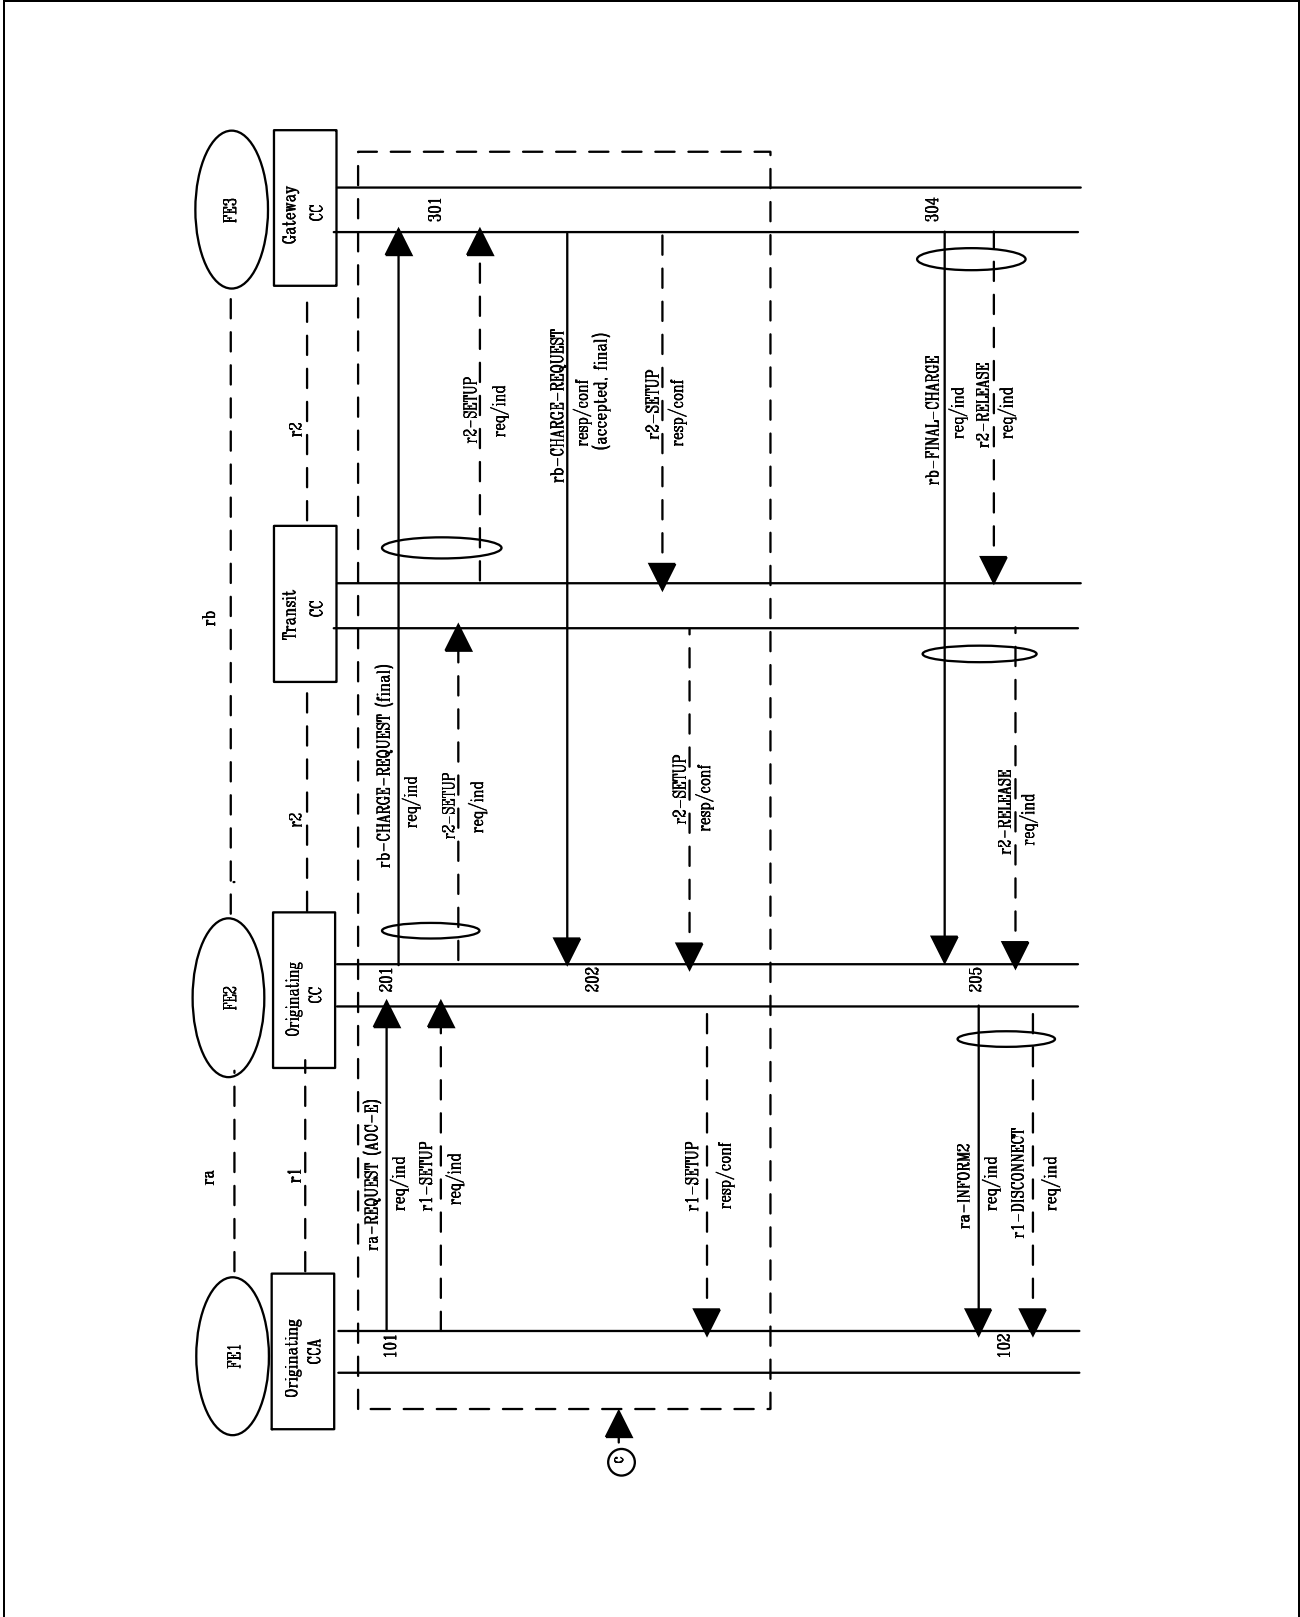 FE1
FE2
FE3
ra
rb
Originating
CCA
r1
Originating
CC
r2
Transit
CC
r2
Gateway
CC
ra-REQUEST (AOC-E)
req/ind
101
201
rb-CHARGE-REQUEST (final)
req/ind
301
r1-SETUP
req/ind
r2-SETUP
req/ind
r2-SETUP
req/ind
rb-CHARGE-REQUEST
resp/conf
(accepted, final)
202
r2-SETUP
resp/conf
r2-SETUP
resp/conf
r1-SETUP
resp/conf
C
rb-FINAL-CHARGE
req/ind
304
r2-RELEASE
req/ind
r2-RELEASE
req/ind
205
ra-INFORM2
req/ind
r1-DISCONNECT
req/ind
102